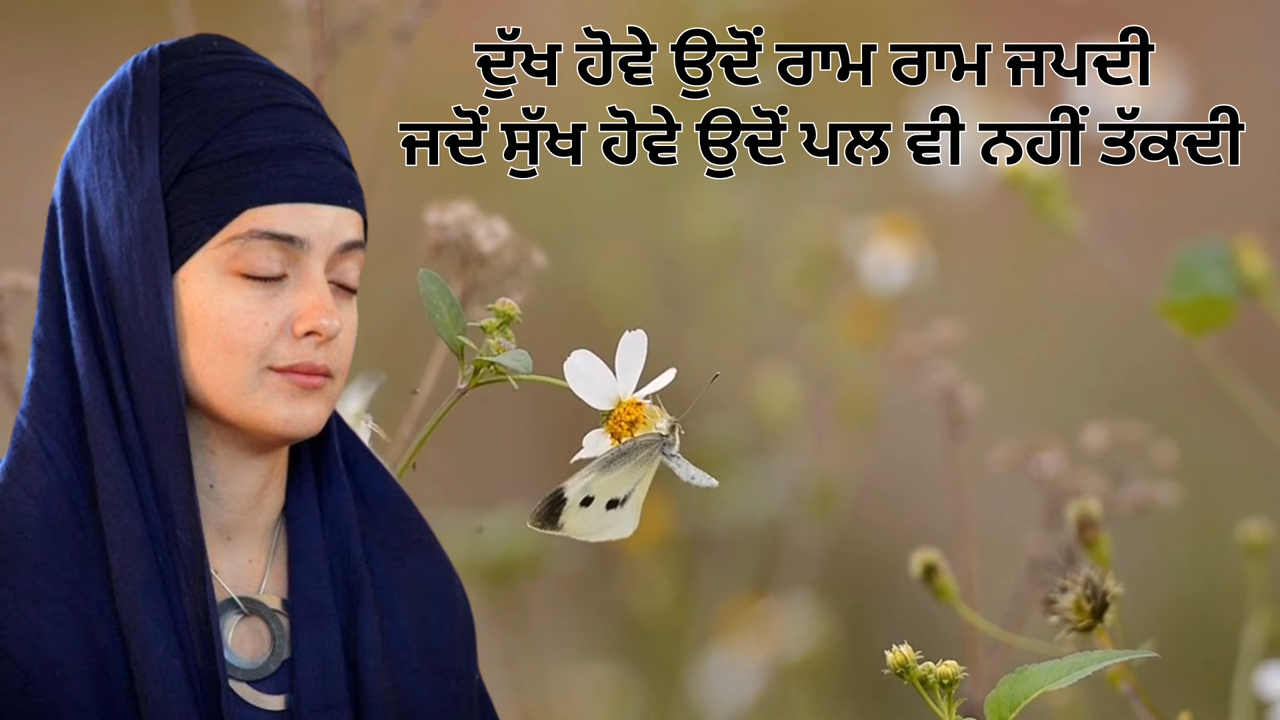 ਦੁੱਖ ਹੋਵੇ ਉਦੋਂ ਰਾਮ ਰਾਮ ਜਪਦੀ
ਜਦੋਂ ਸੁੱਖ ਹੋਵੇ ਉਦੋਂ ਪਲ ਵੀ ਨਹੀਂ ਤੱਕਦੀ